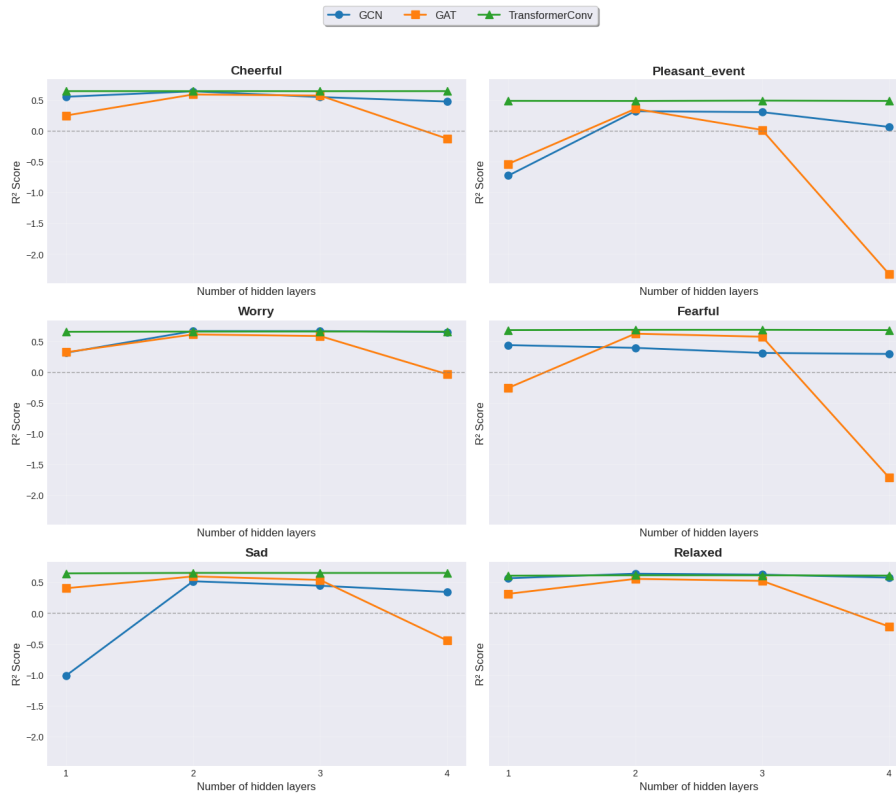 GCN GAT TransformerConv
Cheerful
R² Score
0.5
0.0
−0.5
−1.0
−1.5
−2.0
Number of hidden layers
Pleasant_event
R² Score
Number of hidden layers
Worry
R² Score
0.5
0.0
−0.5
−1.0
−1.5
−2.0
Number of hidden layers
Fearful
R² Score
Number of hidden layers
Sad
R² Score
0.5
0.0
−0.5
−1.0
−1.5
−2.0
1 2 3 4
Number of hidden layers
Relaxed
R² Score
1 2 3 4
Number of hidden layers